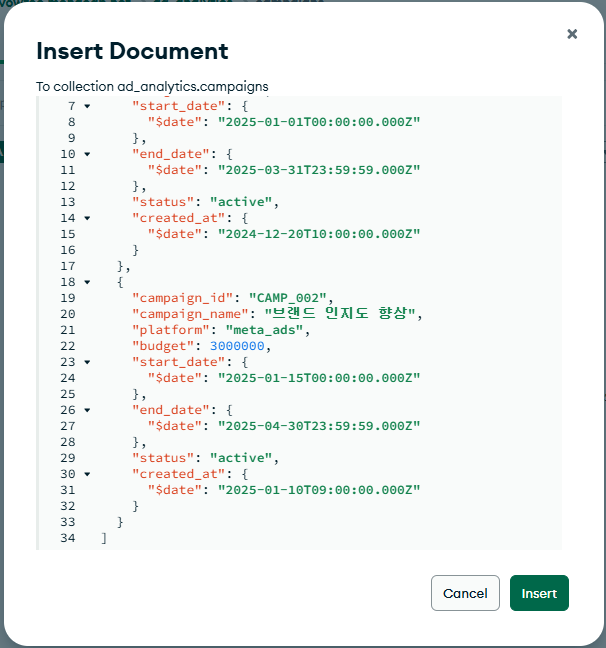 Insert Document
To collection ad_analytics.campaigns
7 "start_date": {
8 "$date": "2025-01-01T00:00:00.000Z"
9 },
10 "end_date": {
11 "$date": "2025-03-31T23:59:59.000Z"
12 },
13 "status": "active",
14 "created_at": {
15 "$date": "2024-12-20T10:00:00.000Z"
16 }
17 },
18 {
19 "campaign_id": "CAMP_002",
20 "campaign_name": "브랜드 인지도 향상",
21 "platform": "meta_ads",
22 "budget": 3000000,
23 "start_date": {
24 "$date": "2025-01-15T00:00:00.000Z"
25 },
26 "end_date": {
27 "$date": "2025-04-30T23:59:59.000Z"
28 },
29 "status": "active",
30 "created_at": {
31 "$date": "2025-01-10T09:00:00.000Z"
32 }
33 }
34 ]
Cancel Insert